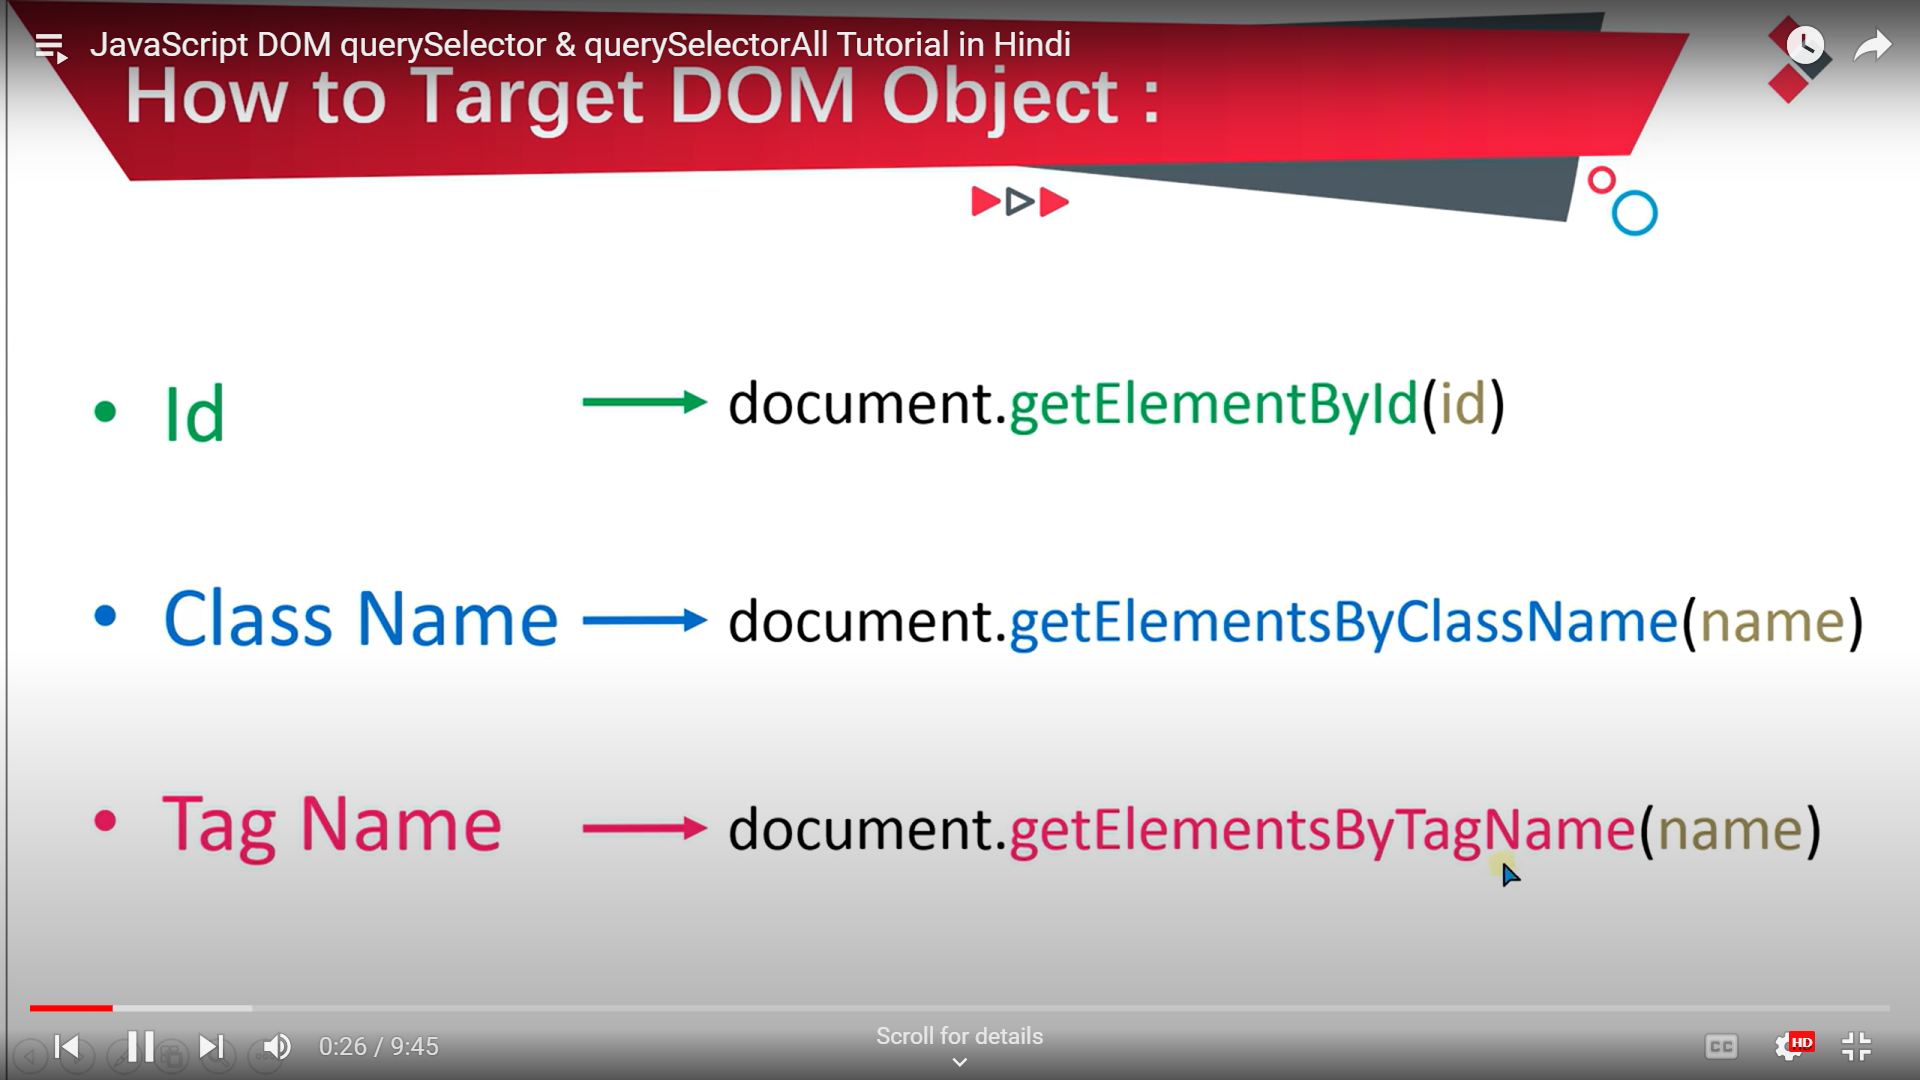 JavaScript DOM querySelector & querySelectorAll Tutorial in Hindi
How to Target DOM Object :
• Id
document.getElementById(id)
• Class Name
document.getElementsByClassName(name)
• Tag Name
document.getElementsByTagName(name)
Scroll for details
0:26 / 9:45
CC
HD